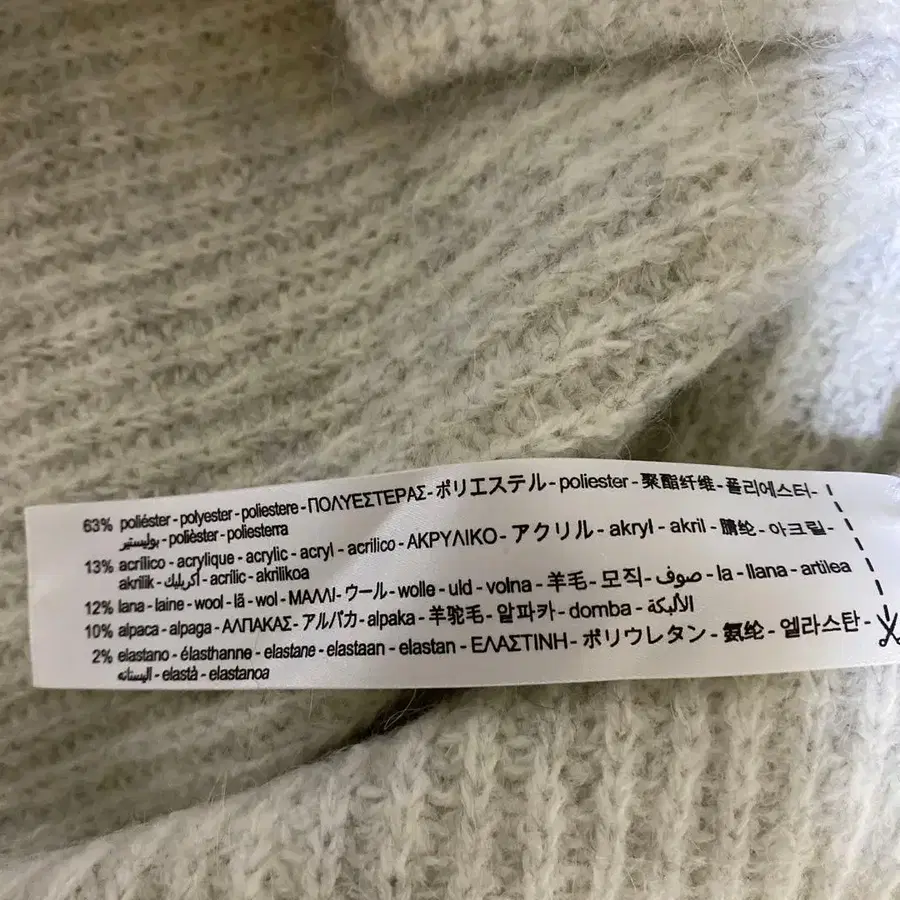 63% poliéster - polyester - poliestere - ΠΟΛΥΕΣΤΕΡΑΣ - ポリエステル - poliester - 聚酯纤维 - 폴리에스터 -
بوليستير - polièster - poliesterra
13% acrílico - acrylique - acrylic - acryl - acrilico - ΑΚΡΥΛΙΚΟ - アクリル - akryl - akril - 腈纶 - 아크릴 -
akrilik - أكريليك - acrílic - akrilikoa
12% lana - laine - wool - lã - wol - ΜΑΛΛΙ - ウール - wolle - uld - volna - 羊毛 - 모직 - صوف - la - llana - artilea
10% alpaca - alpaga - ΑΛΠΑΚΑΣ - アルパカ - alpaka - 羊驼毛 - 알파카 - domba - الألبكة
2% elastano - élasthanne - elastane - elastaan - elastan - ΕΛΑΣΤΙΝΗ - ポリウレタン - 氨纶 - 엘라스탄 -
اليستانه - elastà - elastanoa